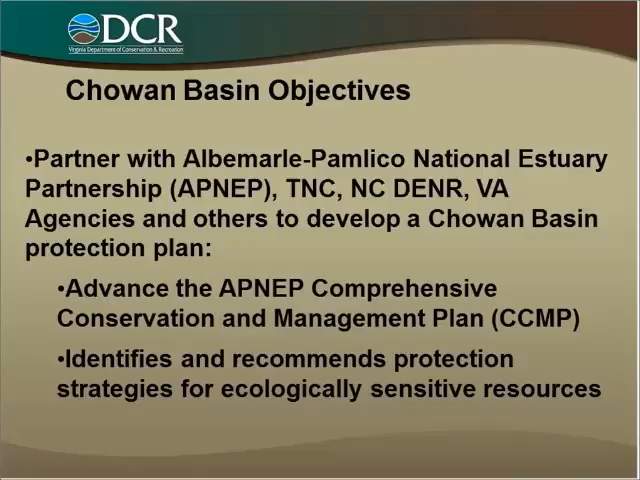 DCR
Virginia Department of Conservation & Recreation
Chowan Basin Objectives
•Partner with Albemarle-Pamlico National Estuary
Partnership (APNEP), TNC, NC DENR, VA
Agencies and others to develop a Chowan Basin
protection plan:
•Advance the APNEP Comprehensive
Conservation and Management Plan (CCMP)
•Identifies and recommends protection
strategies for ecologically sensitive resources